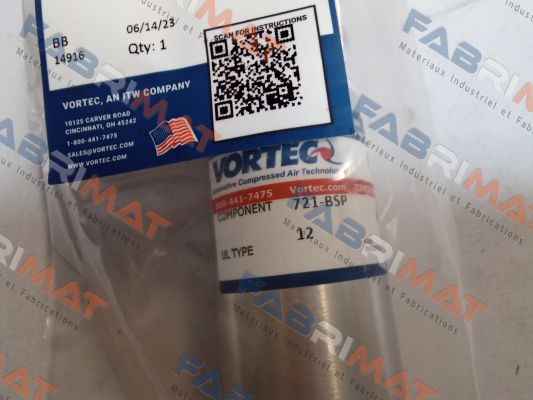 BB
06/14/23
14916
Qty: 1
SCAN FOR INSTRUCTIONS
VORTEC, AN ITW COMPANY
10125 CARVER ROAD
CINCINNATI, OH 45242
1-800-441-7475
SALES@VORTEC.COM
WWW.VORTEC.COM
VORTEC
Innovative Compressed Air Technology
800-441-7475 Vortec.com
COMPONENT 721-BSP
UL TYPE 12
FABRIMAT
Matériaux Industriel et Fabrications